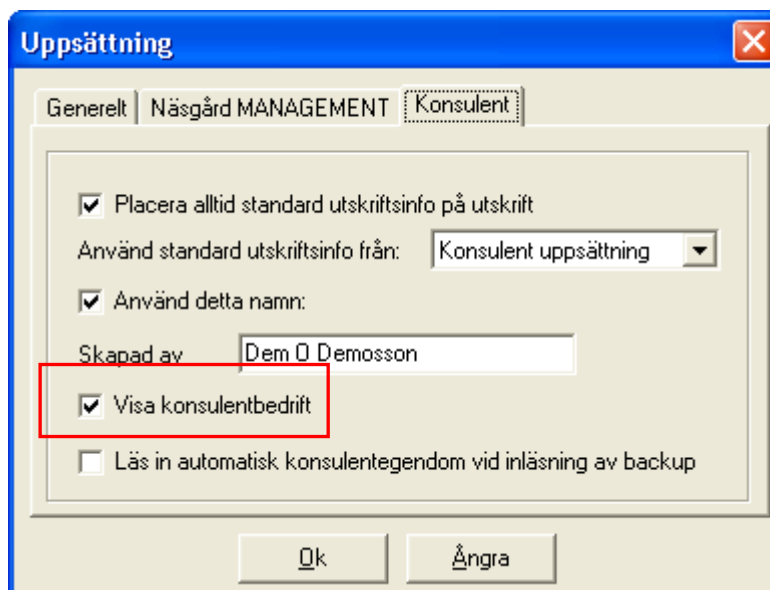 Uppsättning
Generelt Näsgård MANAGEMENT Konsulent
Placera alltid standard utskriftsinfo på utskrift
Använd standard utskriftsinfo från: Konsulent uppsättning
Använd detta namn:
Skapad av Dem O Demosson
Visa konsulentbedrift
Läs in automatisk konsulentegendom vid inläsning av backup
Ok Ångra